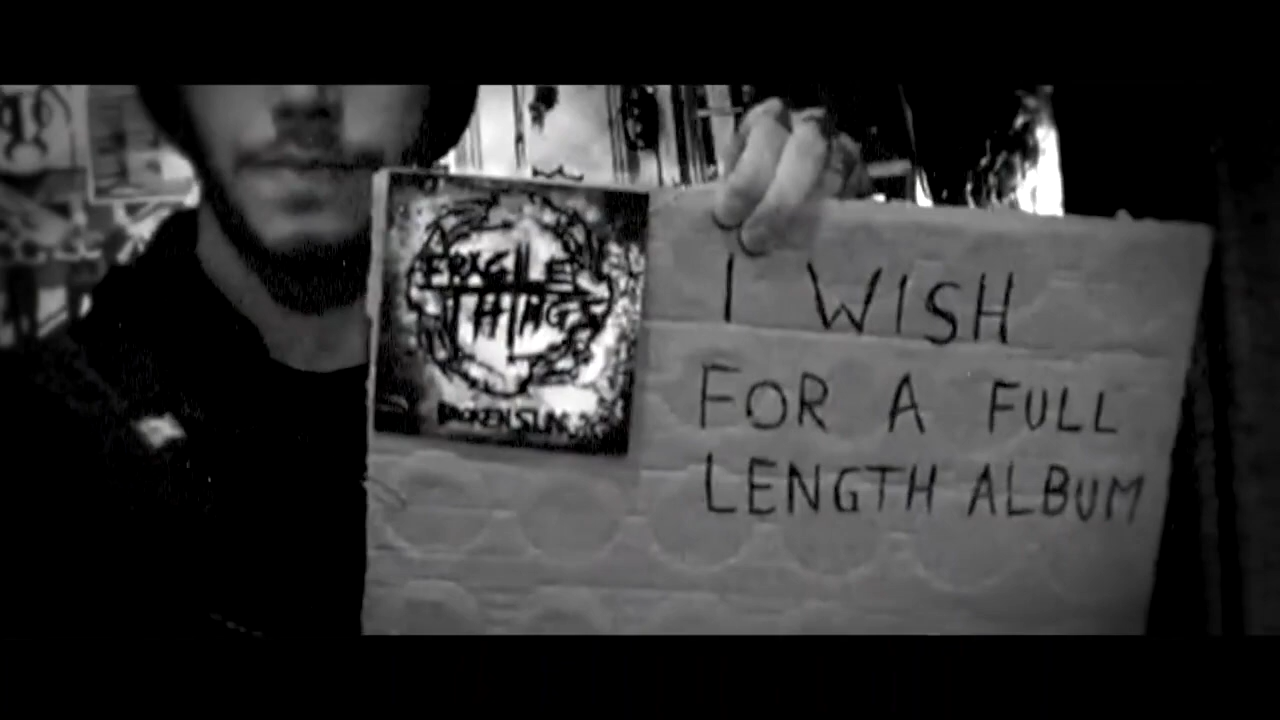 FRAGILE
THINGS
I WISH
FOR A FULL
LENGTH ALBUM